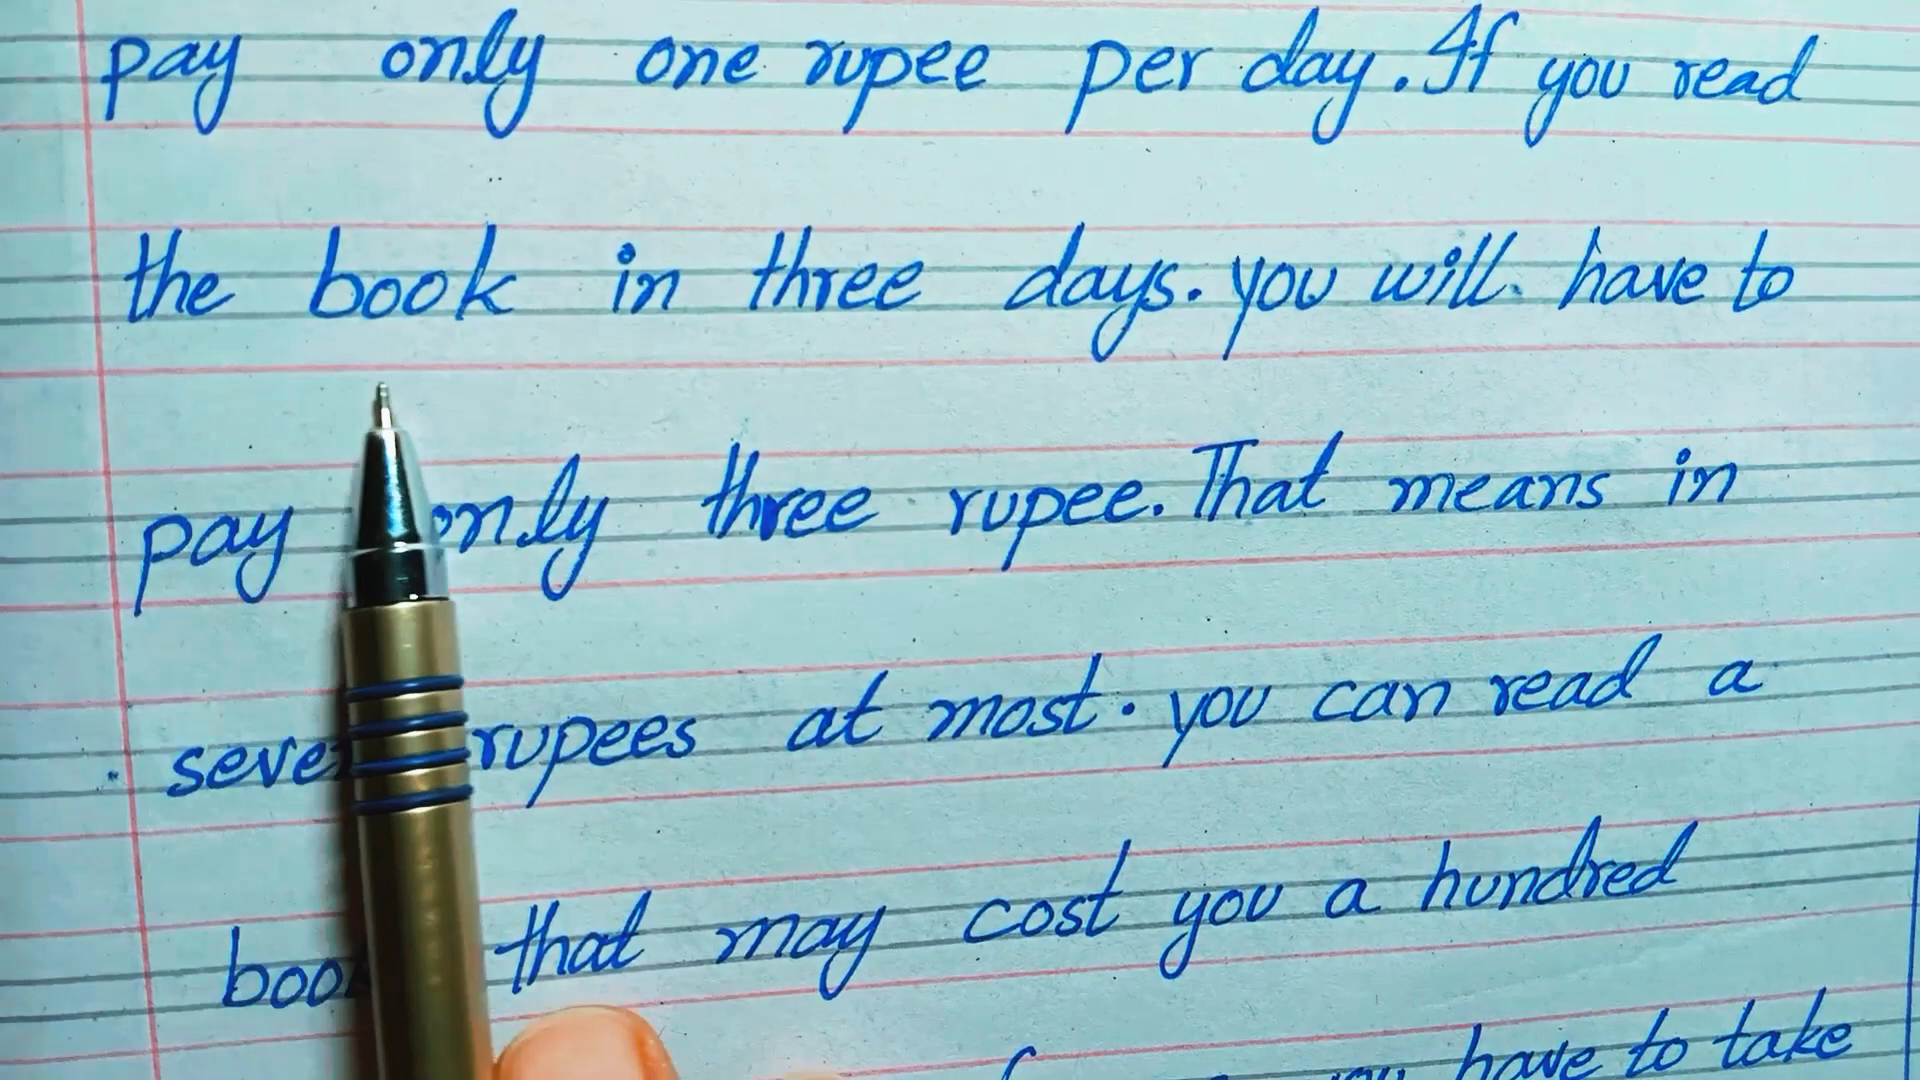 pay only one rupee per day. If you read
the book in three days. you will. have to
pay only three rupee. That means in
seven rupees at most. you can read a
book that may cost you a hundred
have to take